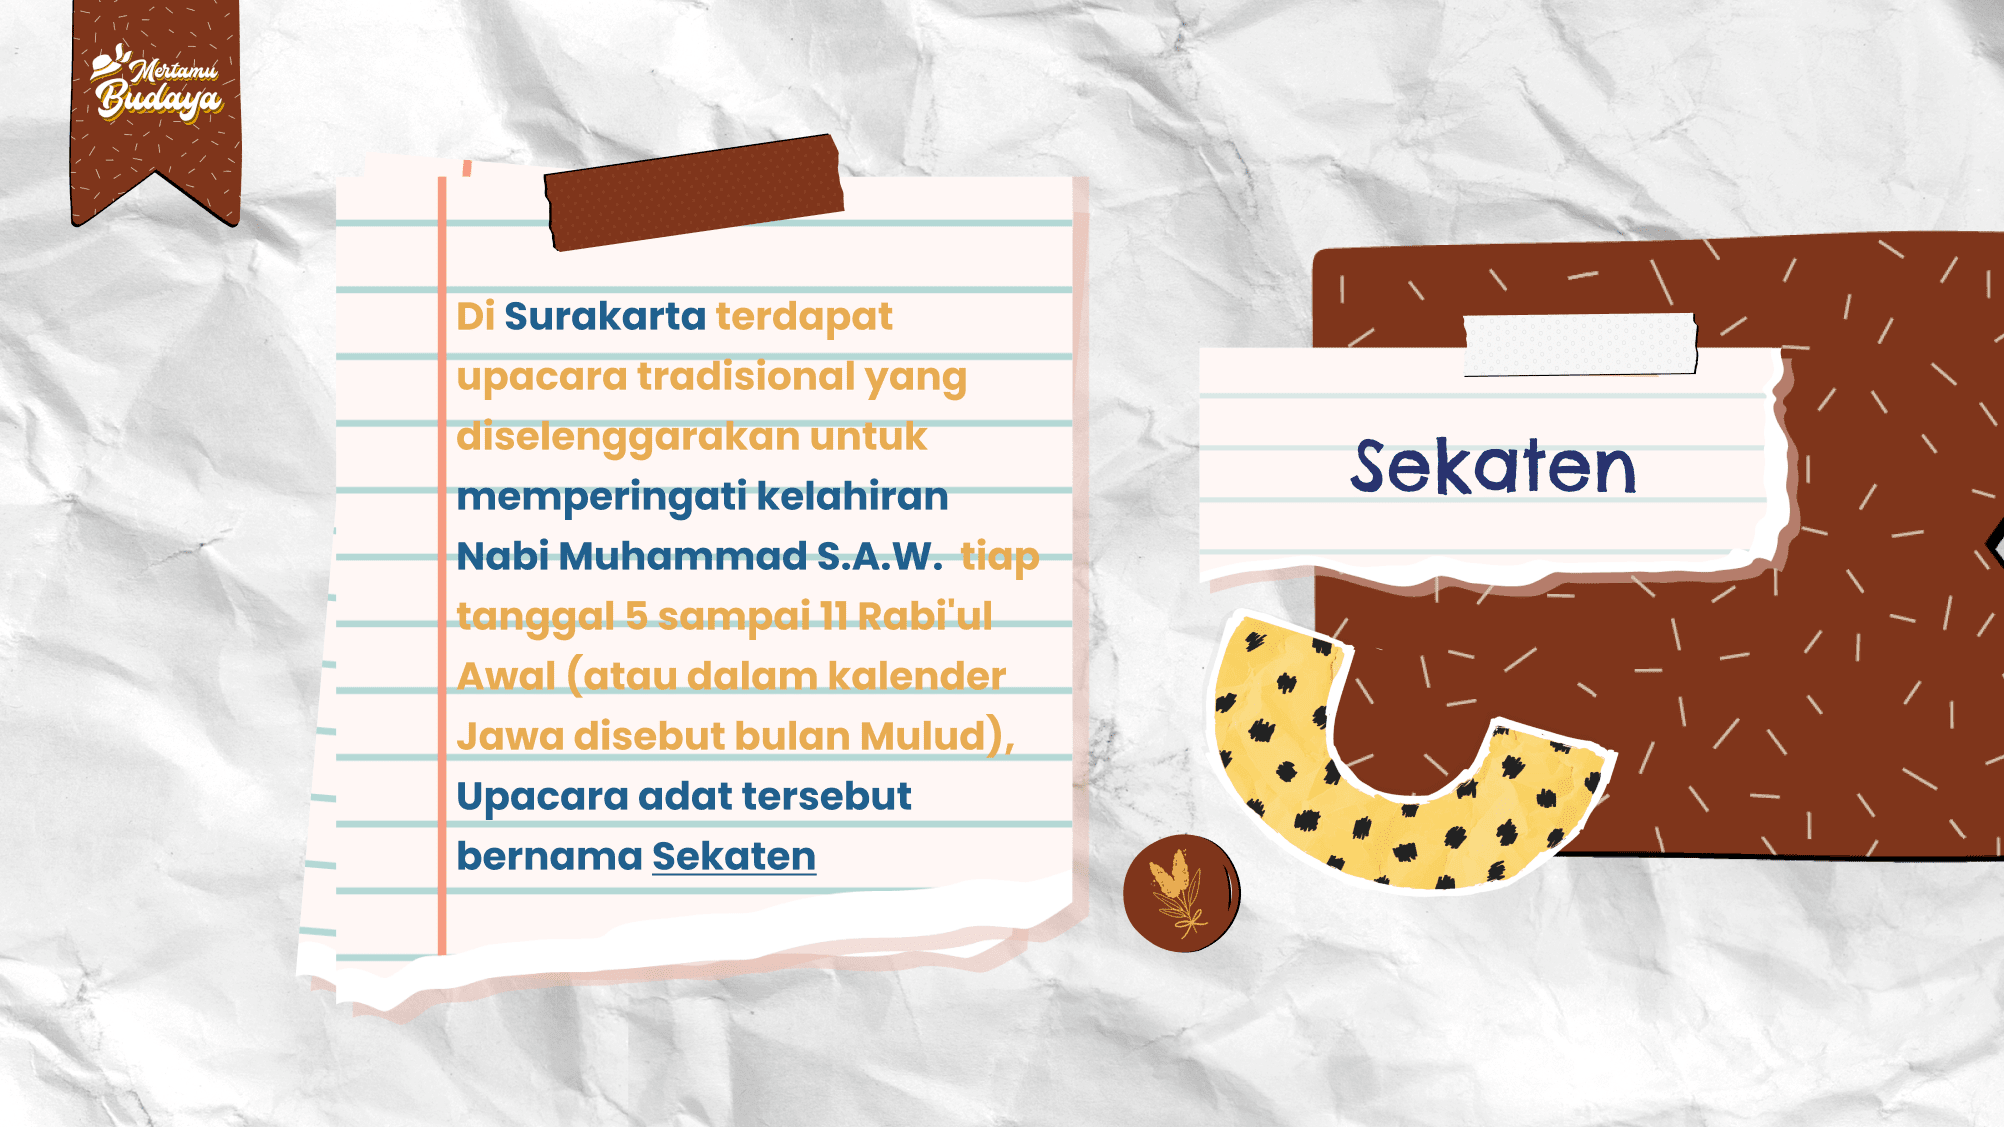 Mertamu
Budaya
Di Surakarta terdapat
upacara tradisional yang
diselenggarakan untuk
memperingati kelahiran
Nabi Muhammad S.A.W. tiap
tanggal 5 sampai 11 Rabi'ul
Awal (atau dalam kalender
Jawa disebut bulan Mulud),
Upacara adat tersebut
bernama Sekaten
Sekaten